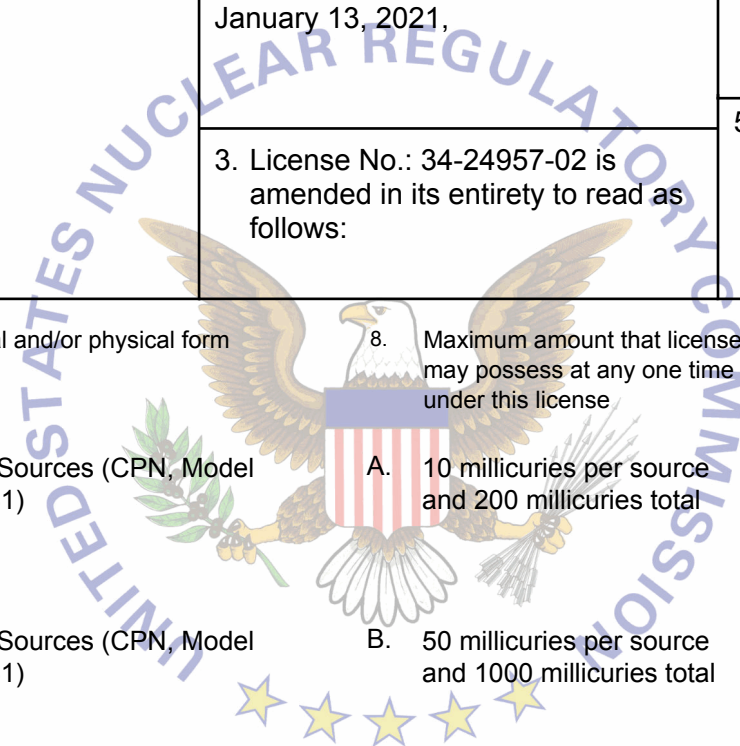 January 13, 2021,
5
3. License No.: 34-24957-02 is
amended in its entirety to read as
follows:
l and/or physical form
8. Maximum amount that license
may possess at any one time
under this license
Sources (CPN, Model
1)
A. 10 millicuries per source
and 200 millicuries total
Sources (CPN, Model
1)
B. 50 millicuries per source
and 1000 millicuries total
UNITED STATES NUCLEAR REGULATORY COMMISSION